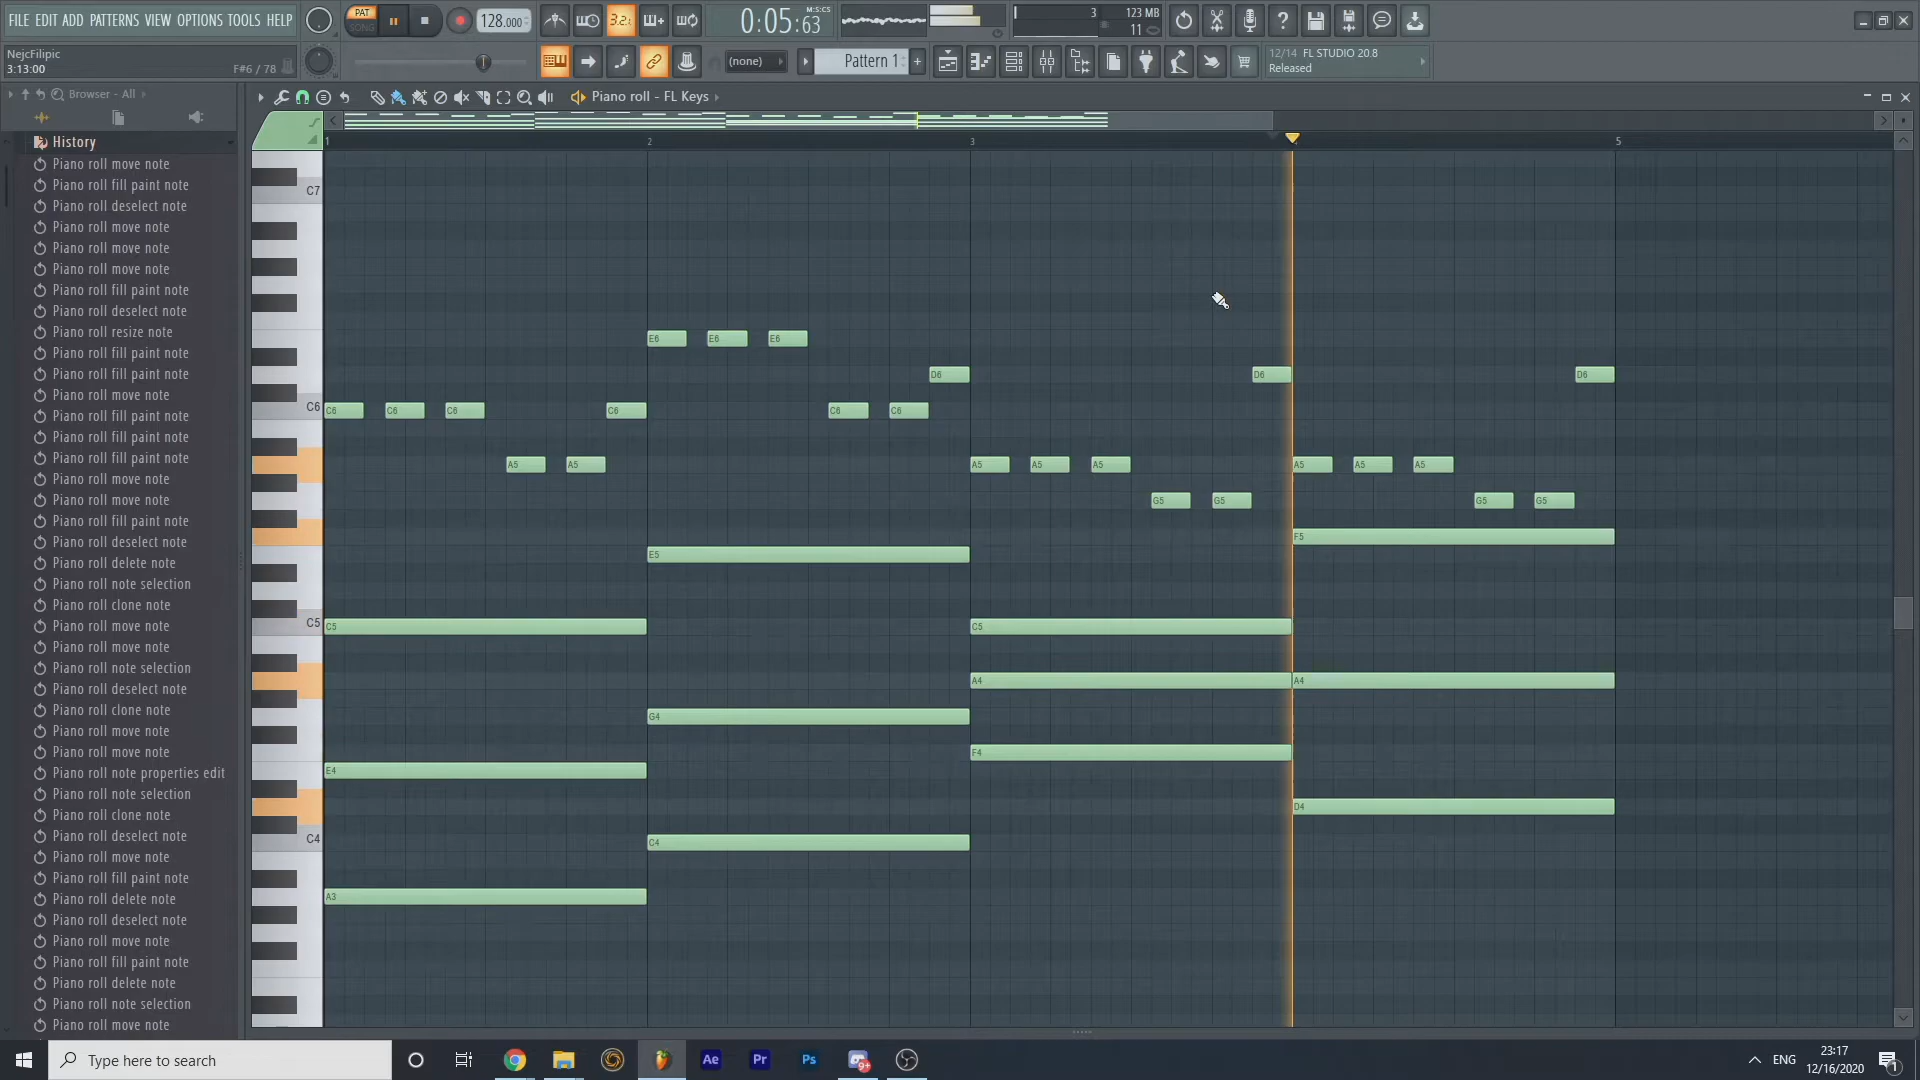 FILE EDIT ADD PATTERNS VIEW OPTIONS TOOLS HELP
PAT
SONG
128.000
3.2.
0:05:63
M:S:CS
3
123 MB
11
NejcFilipic
3:13:00
F#6 / 78
(none)
Pattern 1
12/14 FL STUDIO 20.8
Released
Browser - All
Piano roll - FL Keys
History
Piano roll move note
Piano roll fill paint note
Piano roll deselect note
Piano roll move note
Piano roll move note
Piano roll move note
Piano roll fill paint note
Piano roll deselect note
Piano roll resize note
Piano roll fill paint note
Piano roll fill paint note
Piano roll move note
Piano roll fill paint note
Piano roll fill paint note
Piano roll fill paint note
Piano roll move note
Piano roll move note
Piano roll fill paint note
Piano roll deselect note
Piano roll delete note
Piano roll note selection
Piano roll clone note
Piano roll move note
Piano roll move note
Piano roll note selection
Piano roll deselect note
Piano roll clone note
Piano roll move note
Piano roll move note
Piano roll note properties edit
Piano roll note selection
Piano roll clone note
Piano roll deselect note
Piano roll move note
Piano roll fill paint note
Piano roll delete note
Piano roll deselect note
Piano roll move note
Piano roll fill paint note
Piano roll delete note
Piano roll note selection
Piano roll move note
1 2 3 5
C7
E6 E6 E6
D6 D6 D6
C6 C6 C6 C6 C6 C6 C6
A5 A5 A5 A5 A5 A5 A5 A5
G5 G5 G5 G5
F5
E5
C5 C5 C5
A4 A4
G4
F4
E4
D4
C4 C4
A3
Type here to search
Ae Pr Ps
9+
ENG
23:17
12/16/2020
1